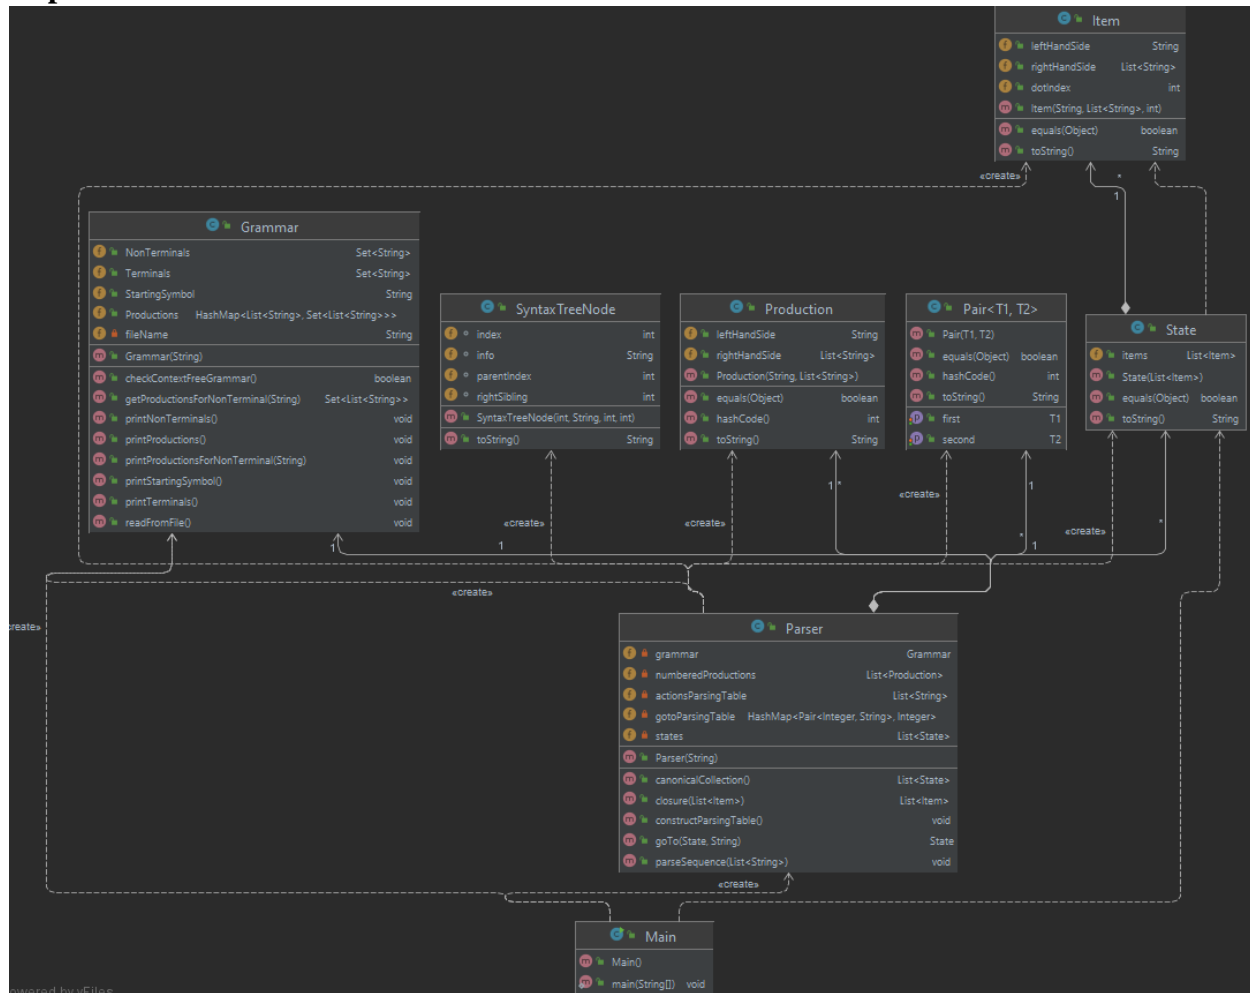 Item
leftHandSide String
rightHandSide List<String>
dotIndex int
Item(String, List<String>, int)
equals(Object) boolean
toString() String
«create»
*
1
Grammar
NonTerminals Set<String>
Terminals Set<String>
StartingSymbol String
Productions HashMap<List<String>, Set<List<String>>>
fileName String
Grammar(String)
checkContextFreeGrammar() boolean
getProductionsForNonTerminal(String) Set<List<String>>
printNonTerminals() void
printProductions() void
printProductionsForNonTerminal(String) void
printStartingSymbol() void
printTerminals() void
readFromFile() void
SyntaxTreeNode
index int
info String
parentIndex int
rightSibling int
SyntaxTreeNode(int, String, int, int)
toString() String
Production
leftHandSide String
rightHandSide List<String>
Production(String, List<String>)
equals(Object) boolean
hashCode() int
toString() String
Pair<T1, T2>
Pair(T1, T2)
equals(Object) boolean
hashCode() int
toString() String
first T1
second T2
State
items List<Item>
State(List<Item>)
equals(Object) boolean
toString() String
1 *
1
«create»
«create»
«create»
*
*
«create»
1
1
1
«create»
create»
Parser
grammar Grammar
numberedProductions List<Production>
actionsParsingTable List<String>
gotoParsingTable HashMap<Pair<Integer, String>, Integer>
states List<State>
Parser(String)
canonicalCollection() List<State>
closure(List<Item>) List<Item>
constructParsingTable() void
goTo(State, String) State
parseSequence(List<String>) void
«create»
Main
Main()
main(String[]) void